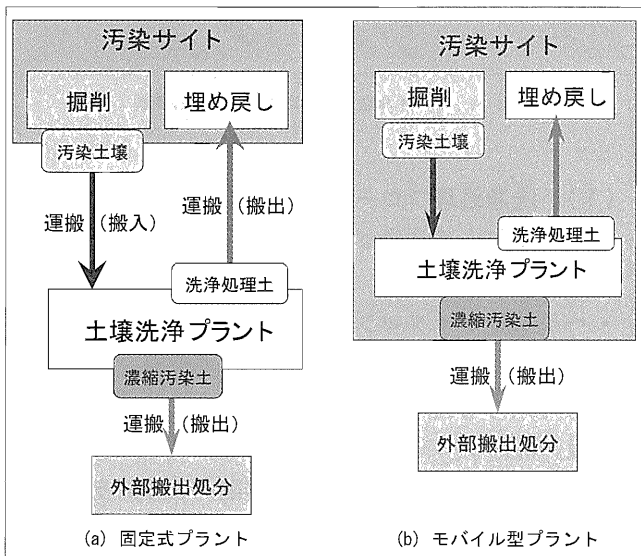 汚染サイト
掘削
埋め戻し
汚染土壌
運搬(搬入)
運搬(搬出)
洗浄処理土
土壌洗浄プラント
濃縮汚染土
運搬(搬出)
外部搬出処分
(a) 固定式プラント
汚染サイト
掘削
埋め戻し
汚染土壌
洗浄処理土
土壌洗浄プラント
濃縮汚染土
運搬(搬出)
外部搬出処分
(b) モバイル型プラント